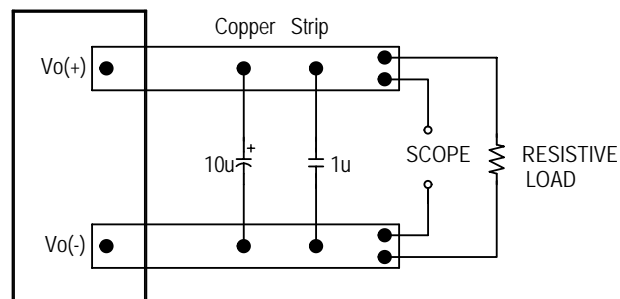 Copper Strip
Vo(+)
+
10u
1u
SCOPE
RESISTIVE
LOAD
Vo(-)